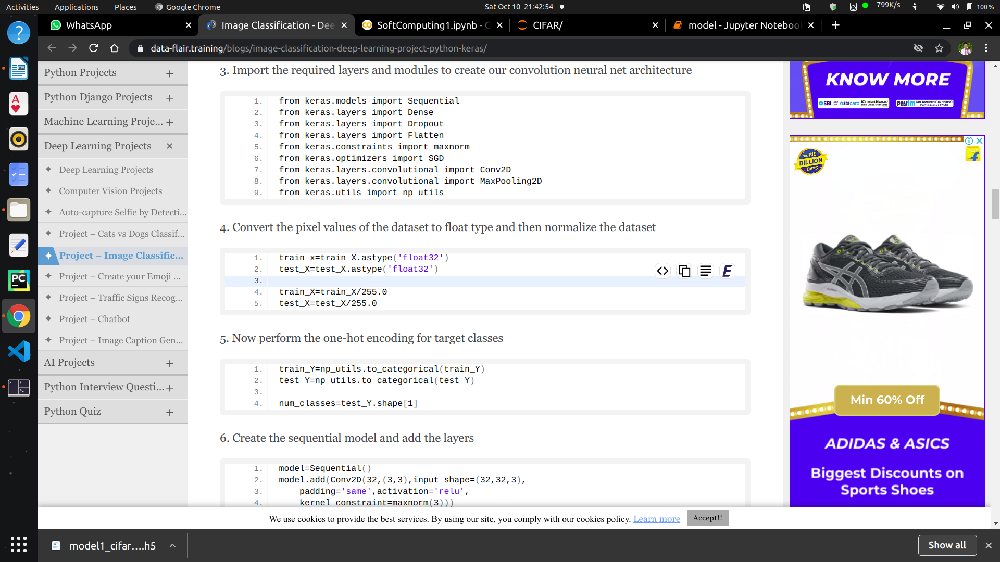 Activities Applications Places Google Chrome Sat Oct 10 21:42:54 799K/s 100 %
WhatsApp Image Classification - Dee SoftComputing1.ipynb - C CIFAR/ model - Jupyter Noteboo
data-flair.training/blogs/image-classification-deep-learning-project-python-keras/
Python Projects
Python Django Projects
Machine Learning Proje...
Deep Learning Projects
Deep Learning Projects
Computer Vision Projects
Auto-capture Selfie by Detecti...
Project – Cats vs Dogs Classif...
Project – Image Classific...
Project – Create your Emoji ...
Project – Traffic Signs Recog...
Project – Chatbot
Project – Image Caption Gen...
AI Projects
Python Interview Questi...
Python Quiz
3. Import the required layers and modules to create our convolution neural net architecture
1. from keras.models import Sequential
2. from keras.layers import Dense
3. from keras.layers import Dropout
4. from keras.layers import Flatten
5. from keras.constraints import maxnorm
6. from keras.optimizers import SGD
7. from keras.layers.convolutional import Conv2D
8. from keras.layers.convolutional import MaxPooling2D
9. from keras.utils import np_utils
4. Convert the pixel values of the dataset to float type and then normalize the dataset
1. train_x=train_X.astype('float32')
2. test_X=test_X.astype('float32')
3.
4. train_X=train_X/255.0
5. test_X=test_X/255.0
5. Now perform the one-hot encoding for target classes
1. train_Y=np_utils.to_categorical(train_Y)
2. test_Y=np_utils.to_categorical(test_Y)
3.
4. num_classes=test_Y.shape[1]
6. Create the sequential model and add the layers
1. model=Sequential()
2. model.add(Conv2D(32,(3,3),input_shape=(32,32,3),
3. padding='same',activation='relu',
4. kernel_constraint=maxnorm(3)))
KNOW MORE
SBI Debit Card SBI card 10% Instant Discount*
paytm Get Assured Cashback*
THE BIG
BILLION
DAYS
Min 60% Off
ADIDAS & ASICS
Biggest Discounts on
Sports Shoes
We use cookies to provide the best services. By using our site, you comply with our cookies policy. Learn more Accept!!
model1_cifar....h5 Show all